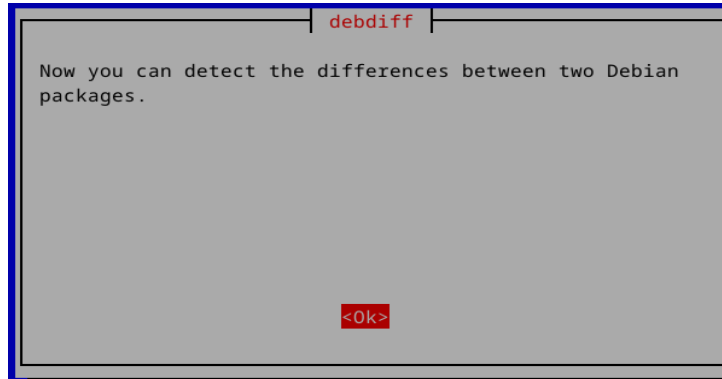 debdiff
Now you can detect the differences between two Debian
packages.
<Ok>